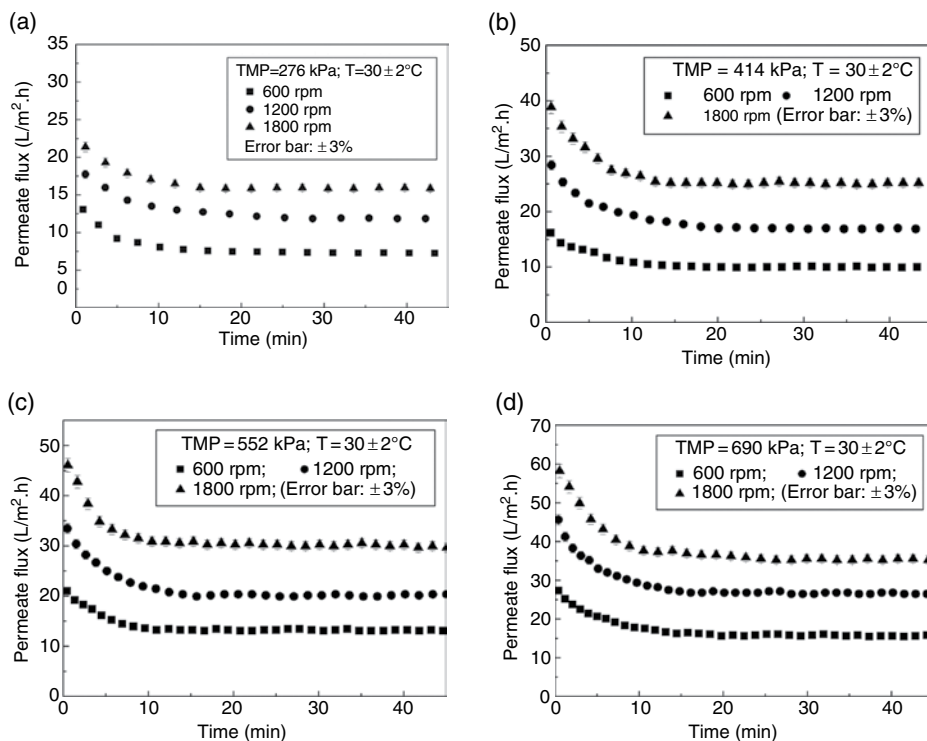 (a)
TMP=276 kPa; T=30±2°C
600 rpm
1200 rpm
1800 rpm
Error bar: ±3%
Permeate flux (L/m².h)
35
30
25
20
15
10
5
0
0 10 20 30 40
Time (min)
(b)
TMP = 414 kPa; T = 30±2°C
600 rpm 1200 rpm
1800 rpm (Error bar: ±3%)
Permeate flux (L/m².h)
50
40
30
20
10
0
0 10 20 30 40
Time (min)
(c)
TMP=552 kPa; T=30±2°C
600 rpm; 1200 rpm;
1800 rpm; (Error bar: ±3%)
Permeate flux (L/m².h)
50
40
30
20
10
0
0 10 20 30 40
Time (min)
(d)
TMP=690 kPa; T=30±2°C
600 rpm; 1200 rpm;
1800 rpm; (Error bar: ±3%)
Permeate flux (L/m².h)
70
60
50
40
30
20
10
0
0 10 20 30 40
Time (min)